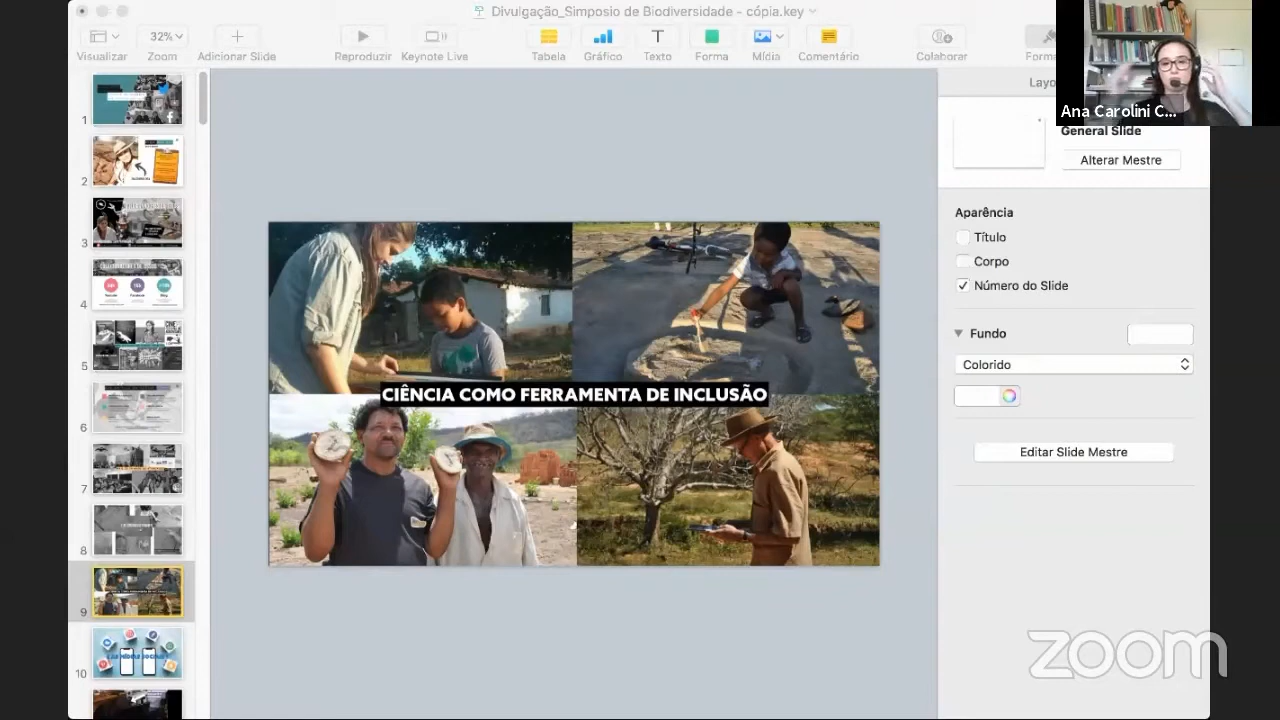 Divulgação_Simposio de Biodiversidade - cópia.key
32%
Visualizar
Zoom
Adicionar Slide
Reproduzir
Keynote Live
Tabela
Gráfico
Texto
Forma
Mídia
Comentário
Colaborar
Ana Carolini C...
General Slide
Alterar Mestre
Aparência
Título
Corpo
Número do Slide
Fundo
Colorido
Editar Slide Mestre
1
2
3
4
5
6
7
8
9
10
CIÊNCIA COMO FERRAMENTA DE INCLUSÃO
zoom